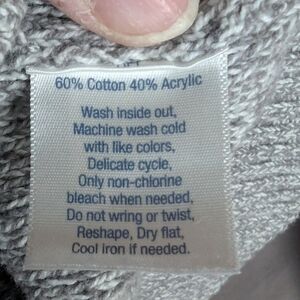 60% Cotton 40% Acrylic
Wash inside out,
Machine wash cold
with like colors,
Delicate cycle,
Only non-chlorine
bleach when needed,
Do not wring or twist,
Reshape, Dry flat,
Cool iron if needed.